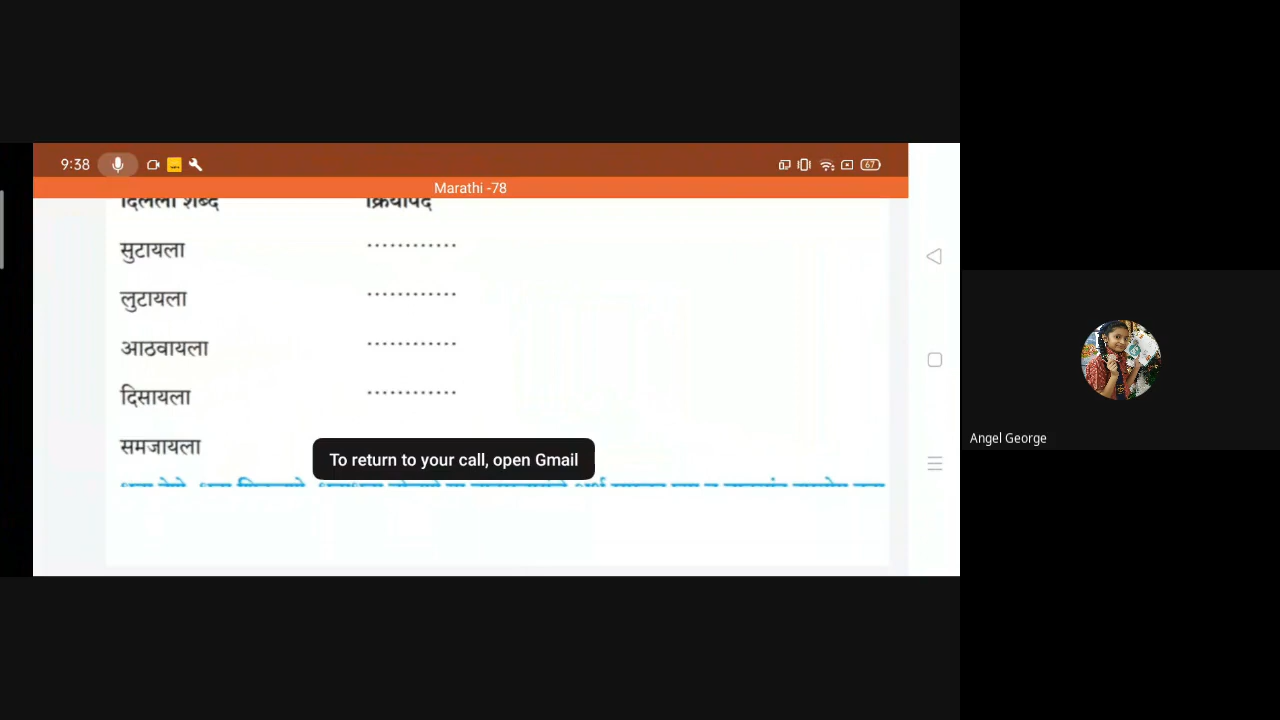 9:38
67
Marathi -78
दिलेला शब्द क्रियापद
सुटायला ............
लुटायला ............
आठवायला ............
दिसायला ............
समजायला
To return to your call, open Gmail
Angel George